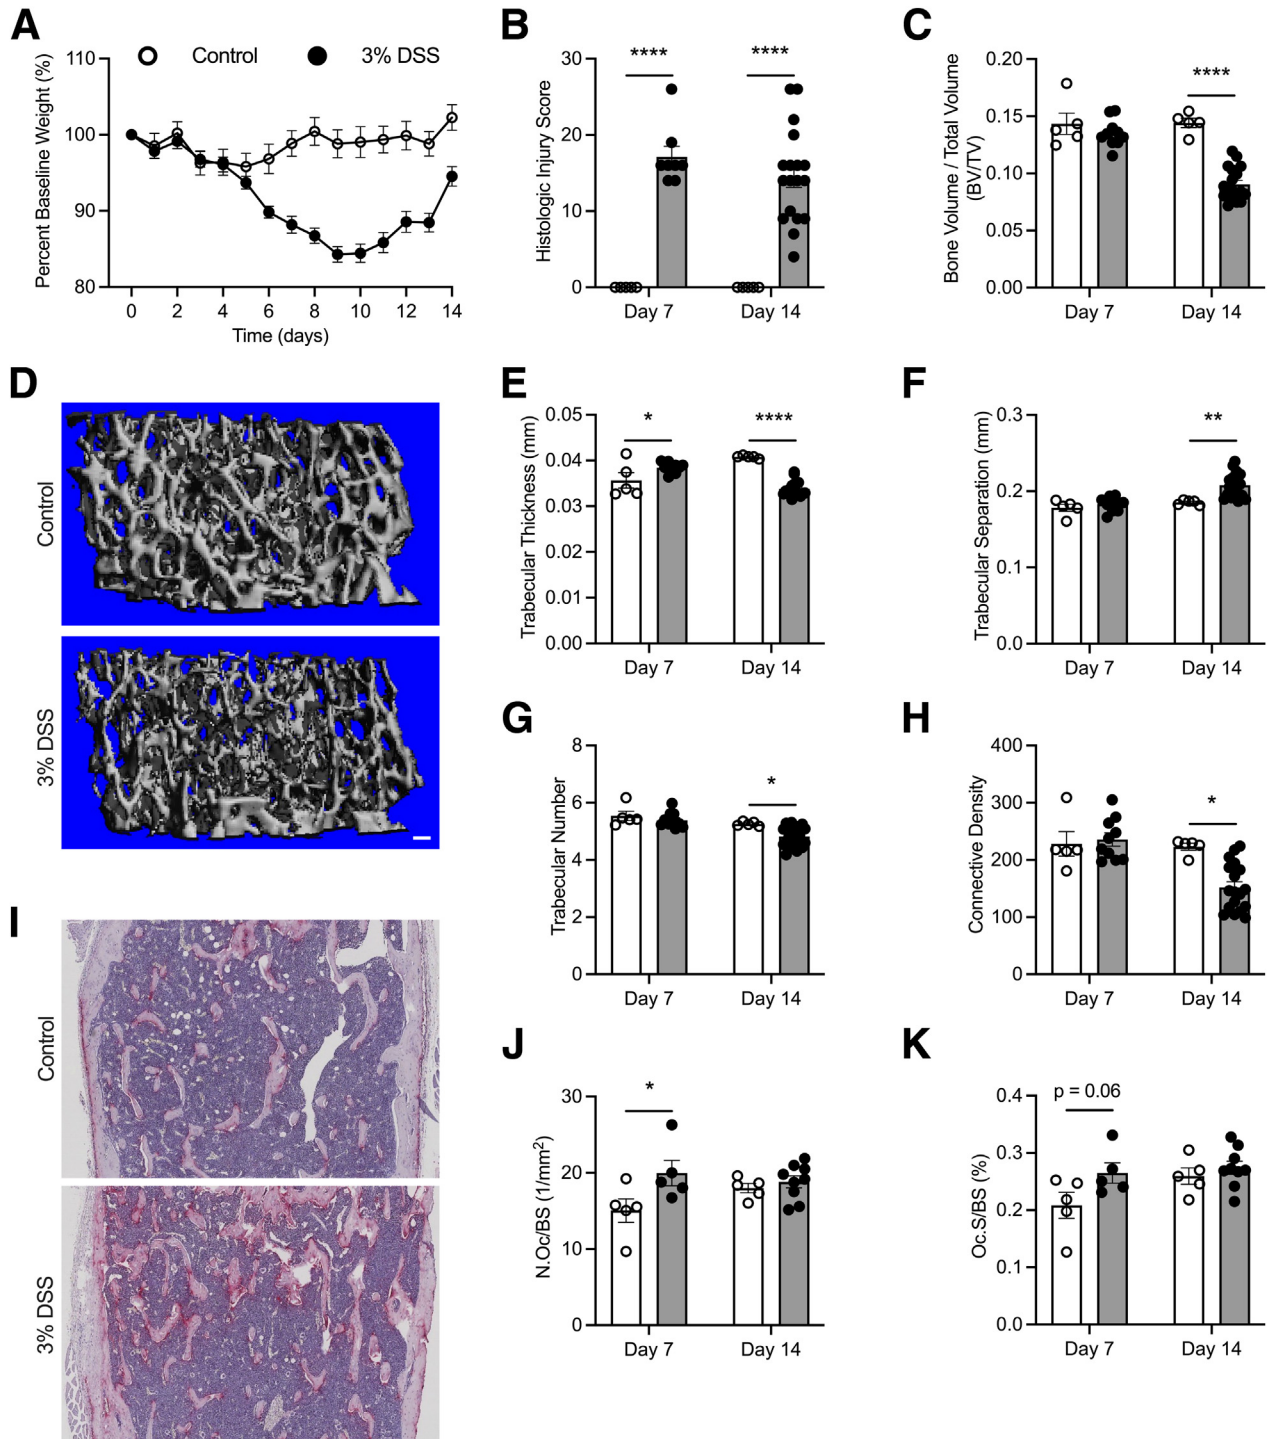 A
Percent Baseline Weight (%)
110
100
90
80
Control
3% DSS
0 2 4 6 8 10 12 14
Time (days)
B
Histologic Injury Score
30
20
10
0
****
****
Day 7
Day 14
C
Bone Volume / Total Volume
(BV/TV)
0.20
0.15
0.10
0.05
0.00
****
Day 7
Day 14
D
Control
3% DSS
E
Trabecular Thickness (mm)
0.05
0.04
0.03
0.02
0.01
0.00
*
****
Day 7
Day 14
F
Trabecular Separation (mm)
0.3
0.2
0.1
0.0
**
Day 7
Day 14
G
Trabecular Number
8
6
4
2
0
*
Day 7
Day 14
H
Connective Density
400
300
200
100
0
*
Day 7
Day 14
I
Control
3% DSS
J
N.Oc/BS (1/mm²)
30
20
10
0
*
Day 7
Day 14
K
Oc.S/BS (%)
0.4
0.3
0.2
0.1
0.0
p = 0.06
Day 7
Day 14